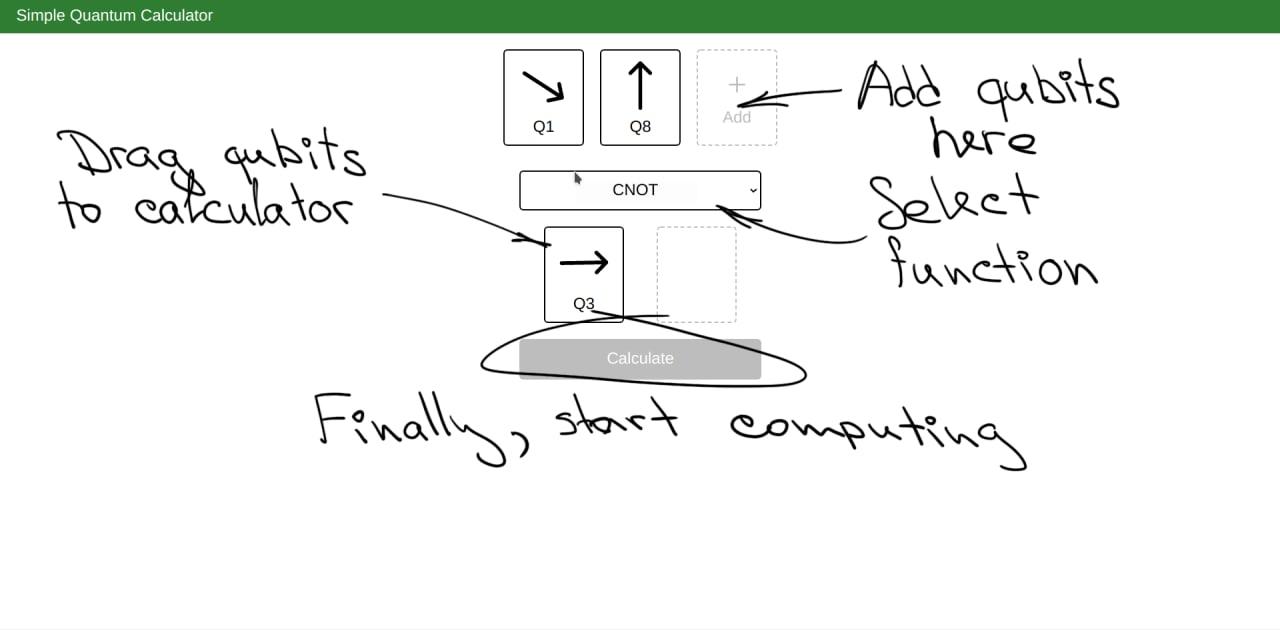 Simple Quantum Calculator
Q1
Q8
+
Add
Add qubits
here
Drag qubits
to calculator
CNOT
Select
function
Q3
Calculate
Finally, start computing